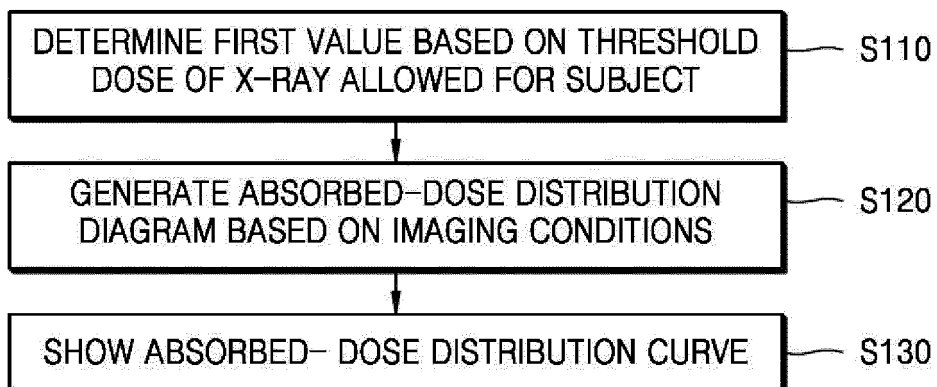 DETERMINE FIRST VALUE BASED ON THRESHOLD
DOSE OF X-RAY ALLOWED FOR SUBJECT
S110
GENERATE ABSORBED-DOSE DISTRIBUTION
DIAGRAM BASED ON IMAGING CONDITIONS
S120
SHOW ABSORBED- DOSE DISTRIBUTION CURVE
S130